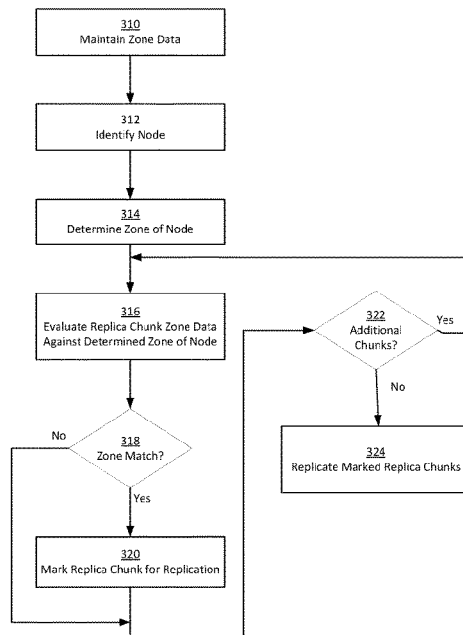 310
Maintain Zone Data
312
Identify Node
314
Determine Zone of Node
316
Evaluate Replica Chunk Zone Data
Against Determined Zone of Node
318
Zone Match?
No
Yes
320
Mark Replica Chunk for Replication
322
Additional
Chunks?
Yes
No
324
Replicate Marked Replica Chunks